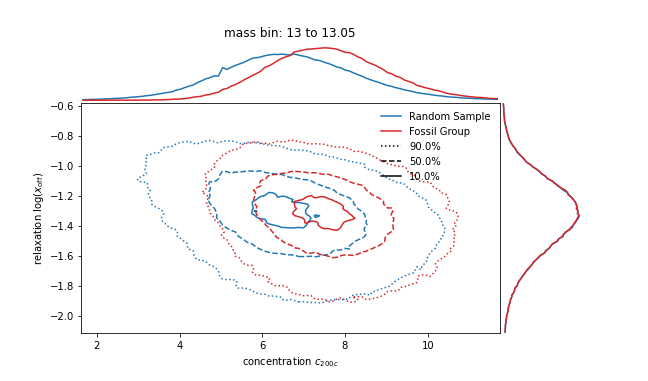 mass bin: 13 to 13.05
Random Sample
Fossil Group
90.0%
50.0%
10.0%
−0.6
−0.8
−1.0
−1.2
−1.4
−1.6
−1.8
−2.0
relaxation log(x_off)
2 4 6 8 10
concentration c_200c